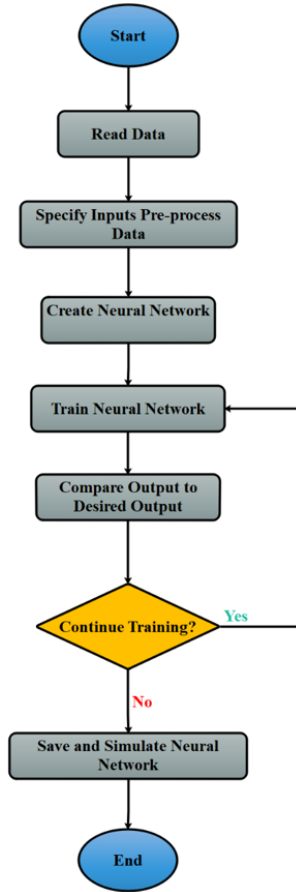 Start
Read Data
Specify Inputs Pre-process
Data
Create Neural Network
Train Neural Network
Compare Output to
Desired Output
Continue Training?
Yes
No
Save and Simulate Neural
Network
End